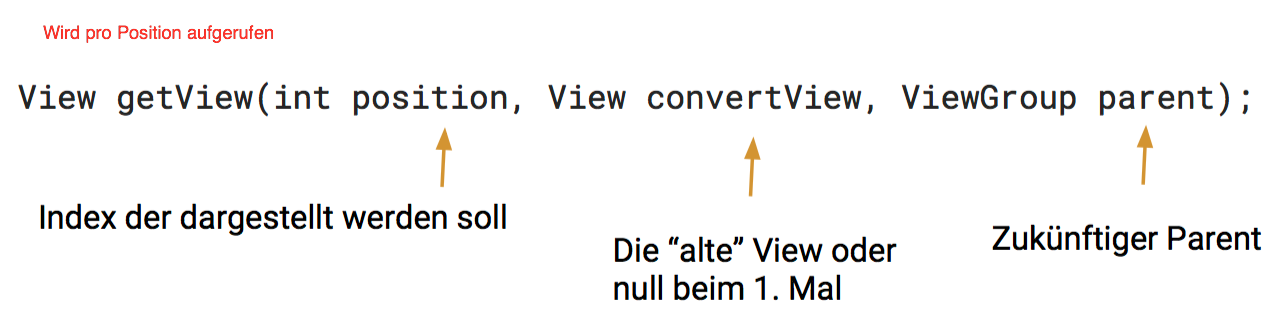 Wird pro Position aufgerufen
View getView(int position, View convertView, ViewGroup parent);
Index der dargestellt werden soll
Die “alte” View oder
null beim 1. Mal
Zukünftiger Parent